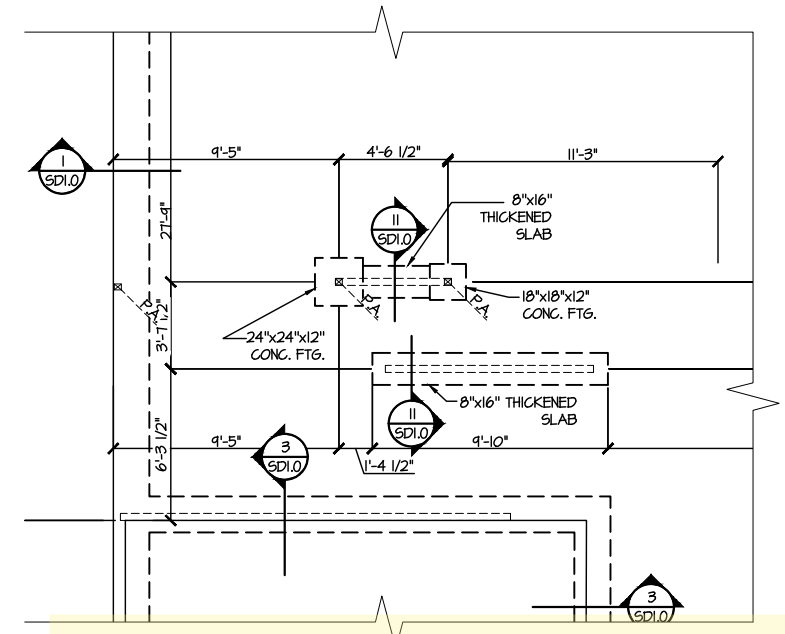 9'-5"
4'-6 1/2"
11'-3"
1
SD1.0
8"x16"
THICKENED
SLAB
27'-9"
11
SD1.0
P.A.
P.A.
P.A.
18"x18"x12"
CONC. FTG.
3'-7 1/2"
24"x24"x12"
CONC. FTG.
8"x16" THICKENED
SLAB
11
SD1.0
6'-3 1/2"
9'-5"
3
SD1.0
1'-4 1/2"
9'-10"
3
SD1.0